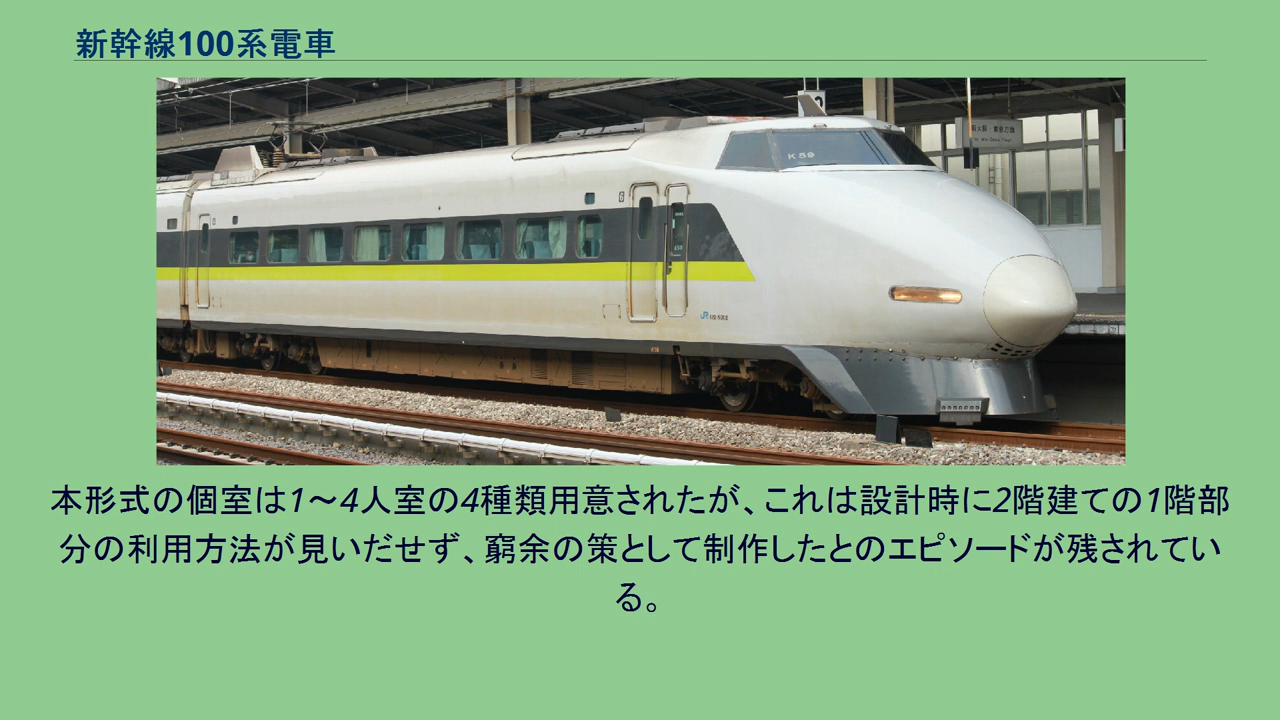 新幹線100系電車
K59
6
JR
本形式の個室は1〜4人室の4種類用意されたが、これは設計時に2階建ての1階部
分の利用方法が見いだせず、窮余の策として制作したとのエピソードが残されてい
る。